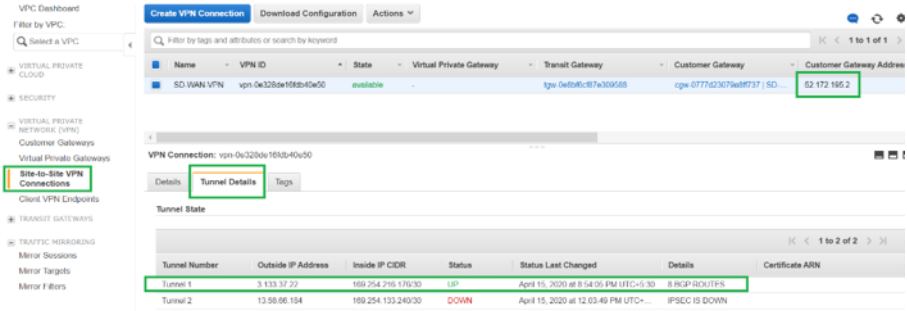 VPC Dashboard
Filter by VPC:
Select a VPC
VIRTUAL PRIVATE
CLOUD
SECURITY
VIRTUAL PRIVATE
NETWORK (VPN)
Customer Gateways
Virtual Private Gateways
Site-to-Site VPN
Connections
Client VPN Endpoints
TRANSIT GATEWAYS
TRAFFIC MIRRORING
Mirror Sessions
Mirror Targets
Mirror Filters
Create VPN Connection Download Configuration Actions
Filter by tags and attributes or search by keyword 1 to 1 of 1
Name VPN ID State Virtual Private Gateway Transit Gateway Customer Gateway Customer Gateway Address
SD-WAN-VPN vpn-0e328de16fdb40e50 available - tgw-0e6bf6cf87e309588 cgw-0777d23079a8ff737 | SD-... 52.172.195.2
VPN Connection: vpn-0e328de16fdb40e50
Details Tunnel Details Tags
Tunnel State
1 to 2 of 2
Tunnel Number Outside IP Address Inside IP CIDR Status Status Last Changed Details Certificate ARN
Tunnel 1 3.133.37.22 169.254.216.176/30 UP April 15, 2020 at 8:54:05 PM UTC+5:30 8 BGP ROUTES
Tunnel 2 13.58.66.184 169.254.133.240/30 DOWN April 15, 2020 at 12:03:49 PM UTC+... IPSEC IS DOWN